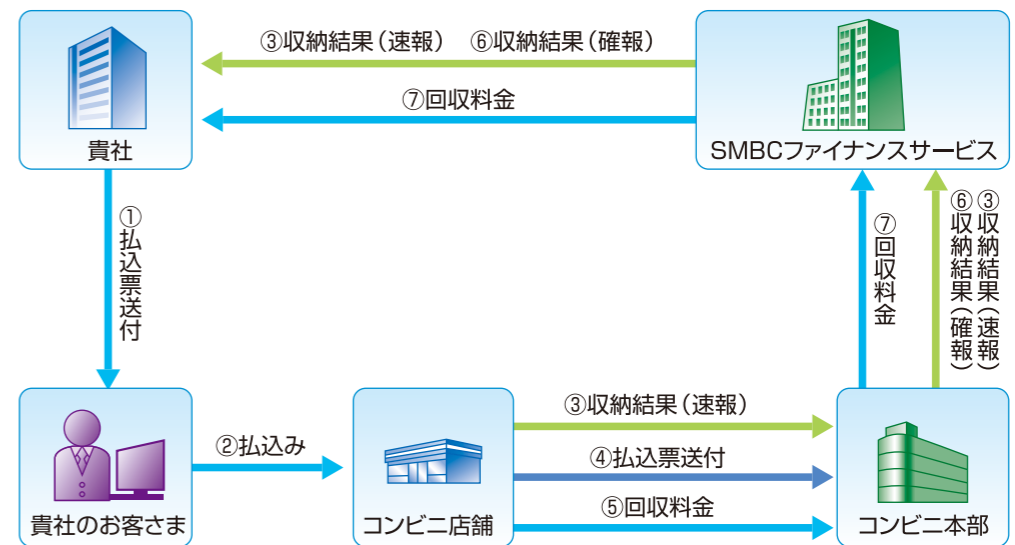 ③収納結果(速報) ⑥収納結果(確報)
⑦回収料金
貴社
SMBCファイナンスサービス
①払込票送付
⑦回収料金
③収納結果(速報)
⑥収納結果(確報)
②払込み
③収納結果(速報)
④払込票送付
⑤回収料金
貴社のお客さま
コンビニ店舗
コンビニ本部